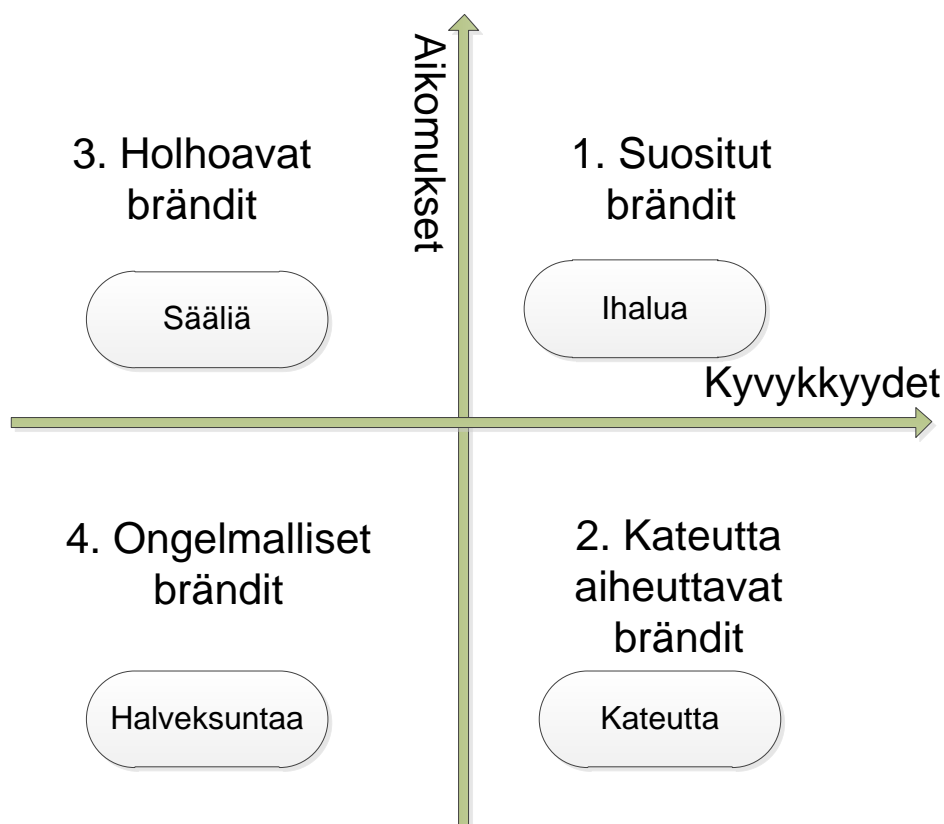 Aikomukset
3. Holhoavat
brändit
Sääliä
1. Suositut
brändit
Ihalua
Kyvykkyydet
4. Ongelmalliset
brändit
Halveksuntaa
2. Kateutta
aiheuttavat
brändit
Kateutta